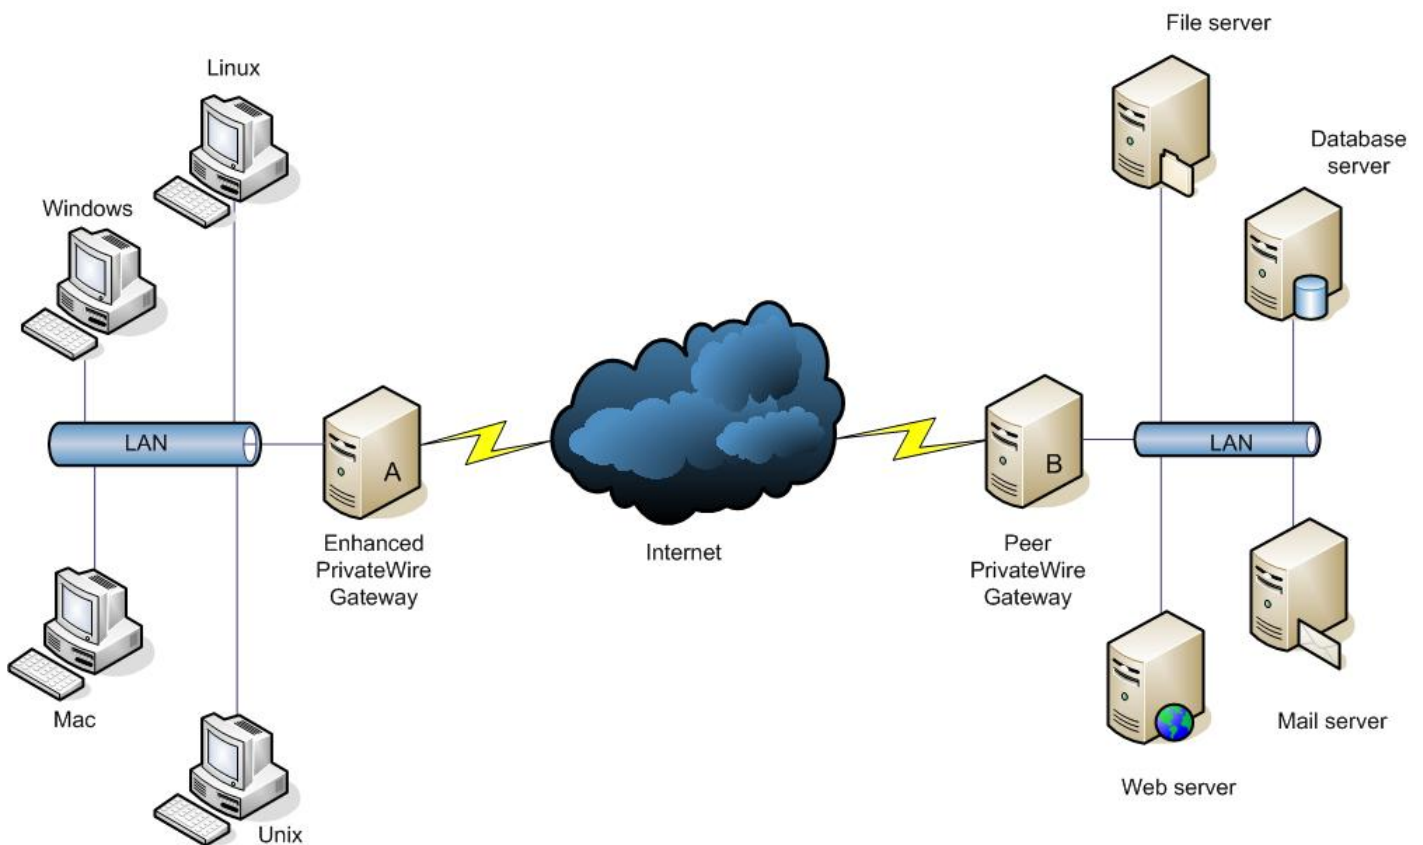 File server
Linux
Database
server
Windows
LAN
A
B
LAN
Enhanced
PrivateWire
Gateway
Internet
Peer
PrivateWire
Gateway
Mac
Mail server
Web server
Unix